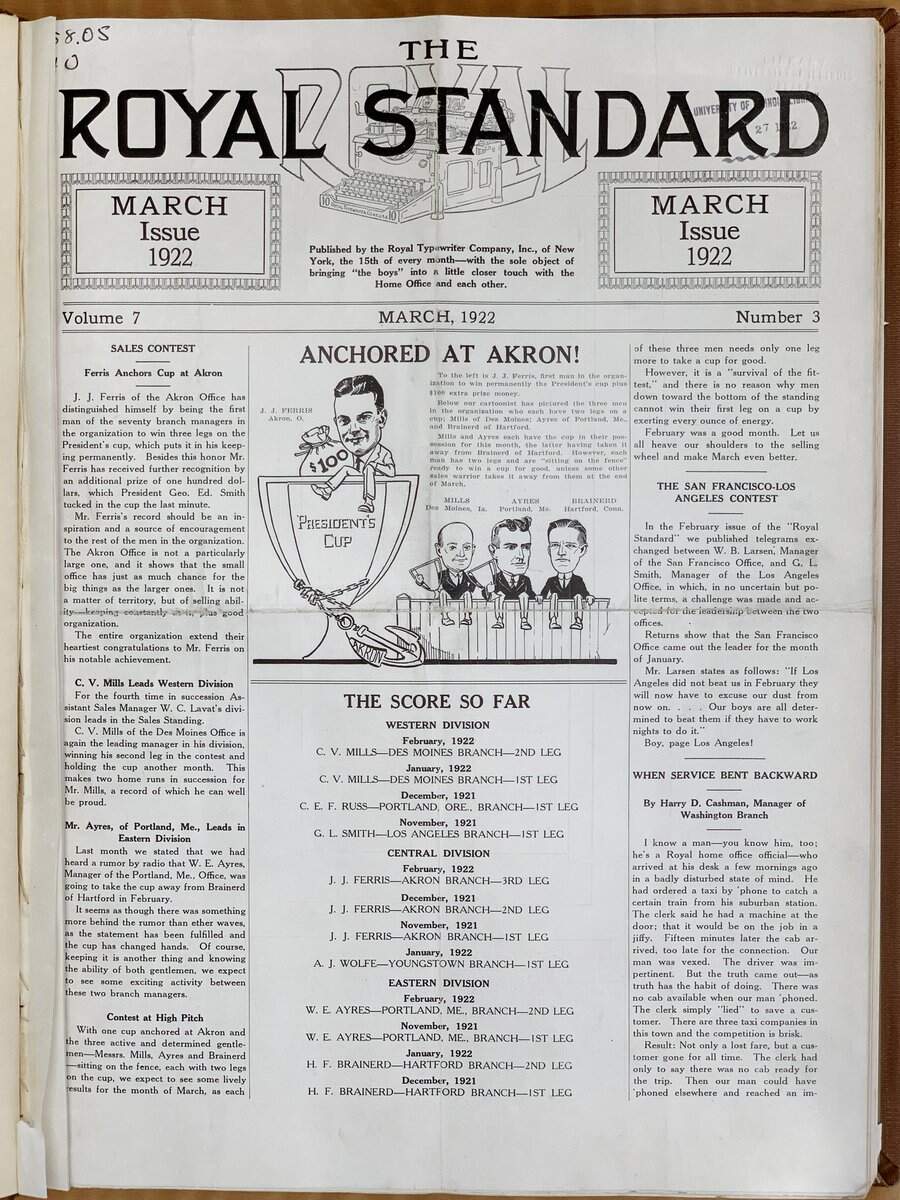 58.05
10
THE
ROYAL
ROYAL STANDARD
UNIVERSITY OF
27 1922
MARCH
Issue
1922
10 10
Published by the Royal Typewriter Company, Inc., of New
York, the 15th of every month—with the sole object of
bringing "the boys" into a little closer touch with the
Home Office and each other.
MARCH
Issue
1922
Volume 7
MARCH, 1922
Number 3
SALES CONTEST
Ferris Anchors Cup at Akron
J. J. Ferris of the Akron Office has
distinguished himself by being the first
man of the seventy branch managers in
the organization to win three legs on the
President's cup, which puts it in his keep-
ing permanently. Besides this honor Mr.
Ferris has received further recognition by
an additional prize of one hundred dol-
lars, which President Geo. Ed. Smith
tucked in the cup the last minute.
Mr. Ferris's record should be an in-
spiration and a source of encouragement
to the rest of the men in the organization.
The Akron Office is not a particularly
large one, and it shows that the small
office has just as much chance for the
big things as the larger ones. It is not
a matter of territory, but of selling abil-
ity—keeping constantly at it, plus good
organization.
The entire organization extend their
heartiest congratulations to Mr. Ferris on
his notable achievement.
C. V. Mills Leads Western Division
For the fourth time in succession As-
sistant Sales Manager W. C. Lavat's divi-
sion leads in the Sales Standing.
C. V. Mills of the Des Moines Office is
again the leading manager in his division,
winning his second leg in the contest and
holding the cup another month. This
makes two home runs in succession for
Mr. Mills, a record of which he can well
be proud.
Mr. Ayres, of Portland, Me., Leads in
Eastern Division
Last month we stated that we had
heard a rumor by radio that W. E. Ayres,
Manager of the Portland, Me., Office, was
going to take the cup away from Brainerd
of Hartford in February.
It seems as though there was something
behind the rumor than ether waves,
as the statement has been fulfilled and
the cup has changed hands. Of course,
keeping it is another thing and knowing
the ability of both gentlemen, we expect
to see some exciting activity between
these two branch managers.
Contest at High Pitch
With one cup anchored at Akron and
the three active and determined gentle-
men—Messrs. Mills, Ayres and Brainerd
—sitting on the fence, each with two legs
on the cup, we expect to see some lively
results for the month of March, as each
ANCHORED AT AKRON!
J. J. FERRIS
Akron, O.
$100
PRESIDENT'S
CUP
AKRON
To the left is J. J. Ferris, first man in the organ-
ization to win permanently the President's cup plus
$100 extra prize money.
Below our cartoonist has pictured the three men
in the organization who each have two legs on a
cup; Mills of Des Moines; Ayres of Portland, Me.,
and Brainerd of Hartford.
Mills and Ayres each have the cup in their pos-
session for this month, the latter having takes it
away from Brainerd of Hartford. However, each
man has two legs and are "sitting on the fence"
ready to win a cup for good, unless some other
sales warrior takes it away from them at the end
of March.
MILLS
Des Moines, Ia.
AYRES
Portland, Me.
BRAINERD
Hartford, Conn.
THE SCORE SO FAR
WESTERN DIVISION
February, 1922
C. V. MILLS—DES MOINES BRANCH—2ND LEG
January, 1922
C. V. MILLS—DES MOINES BRANCH—1ST LEG
December, 1921
C. E. F. RUSS—PORTLAND, ORE., BRANCH—1ST LEG
November, 1921
G. L. SMITH—LOS ANGELES BRANCH—1ST LEG
CENTRAL DIVISION
February, 1922
J. J. FERRIS—AKRON BRANCH—3RD LEG
December, 1921
J. J. FERRIS—AKRON BRANCH—2ND LEG
November, 1921
J. J. FERRIS—AKRON BRANCH—1ST LEG
January, 1922
A. J. WOLFE—YOUNGSTOWN BRANCH—1ST LEG
EASTERN DIVISION
February, 1922
W. E. AYRES—PORTLAND, ME., BRANCH—2ND LEG
November, 1921
W. E. AYRES—PORTLAND, ME., BRANCH—1ST LEG
January, 1922
H. F. BRAINERD—HARTFORD BRANCH—2ND LEG
December, 1921
H. F. BRAINERD—HARTFORD BRANCH—1ST LEG
of these three men needs only one leg
more to take a cup for good.
However, it is a "survival of the fit-
test," and there is no reason why men
down toward the bottom of the standing
cannot win their first leg on a cup by
exerting every ounce of energy.
February was a good month. Let us
all heave our shoulders to the selling
wheel and make March even better.
THE SAN FRANCISCO-LOS
ANGELES CONTEST
In the February issue of the "Royal
Standard" we published telegrams ex-
changed between W. B. Larsen, Manager
of the San Francisco Office, and G. L.
Smith, Manager of the Los Angeles
Office, in which, in no uncertain but po-
lite terms, a challenge was made and ac-
cepted for the leadership between the two
offices.
Returns show that the San Francisco
Office came out the leader for the month
of January.
Mr. Larsen states as follows: "If Los
Angeles did not beat us in February they
will now have to excuse our dust from
now on. . . . Our boys are all deter-
mined to beat them if they have to work
nights to do it."
Boy, page Los Angeles!
WHEN SERVICE BENT BACKWARD
By Harry D. Cashman, Manager of
Washington Branch
I know a man—you know him, too;
he's a Royal home office official—who
arrived at his desk a few mornings ago
in a badly disturbed state of mind. He
had ordered a taxi by 'phone to catch a
certain train from his suburban station.
The clerk said he had a machine at the
door; that it would be on the job in a
jiffy. Fifteen minutes later the cab ar-
rived, too late for the connection. Our
man was vexed. The driver was im-
pertinent. But the truth came out—as
truth has the habit of doing. There was
no cab available when our man 'phoned.
The clerk simply "lied" to save a cus-
tomer. There are three taxi companies in
this town and the competition is brisk.
Result: Not only a lost fare, but a cus-
tomer gone for all time. The clerk had
only to say there was no cab ready for
the trip. Then our man could have
'phoned elsewhere and reached an im-